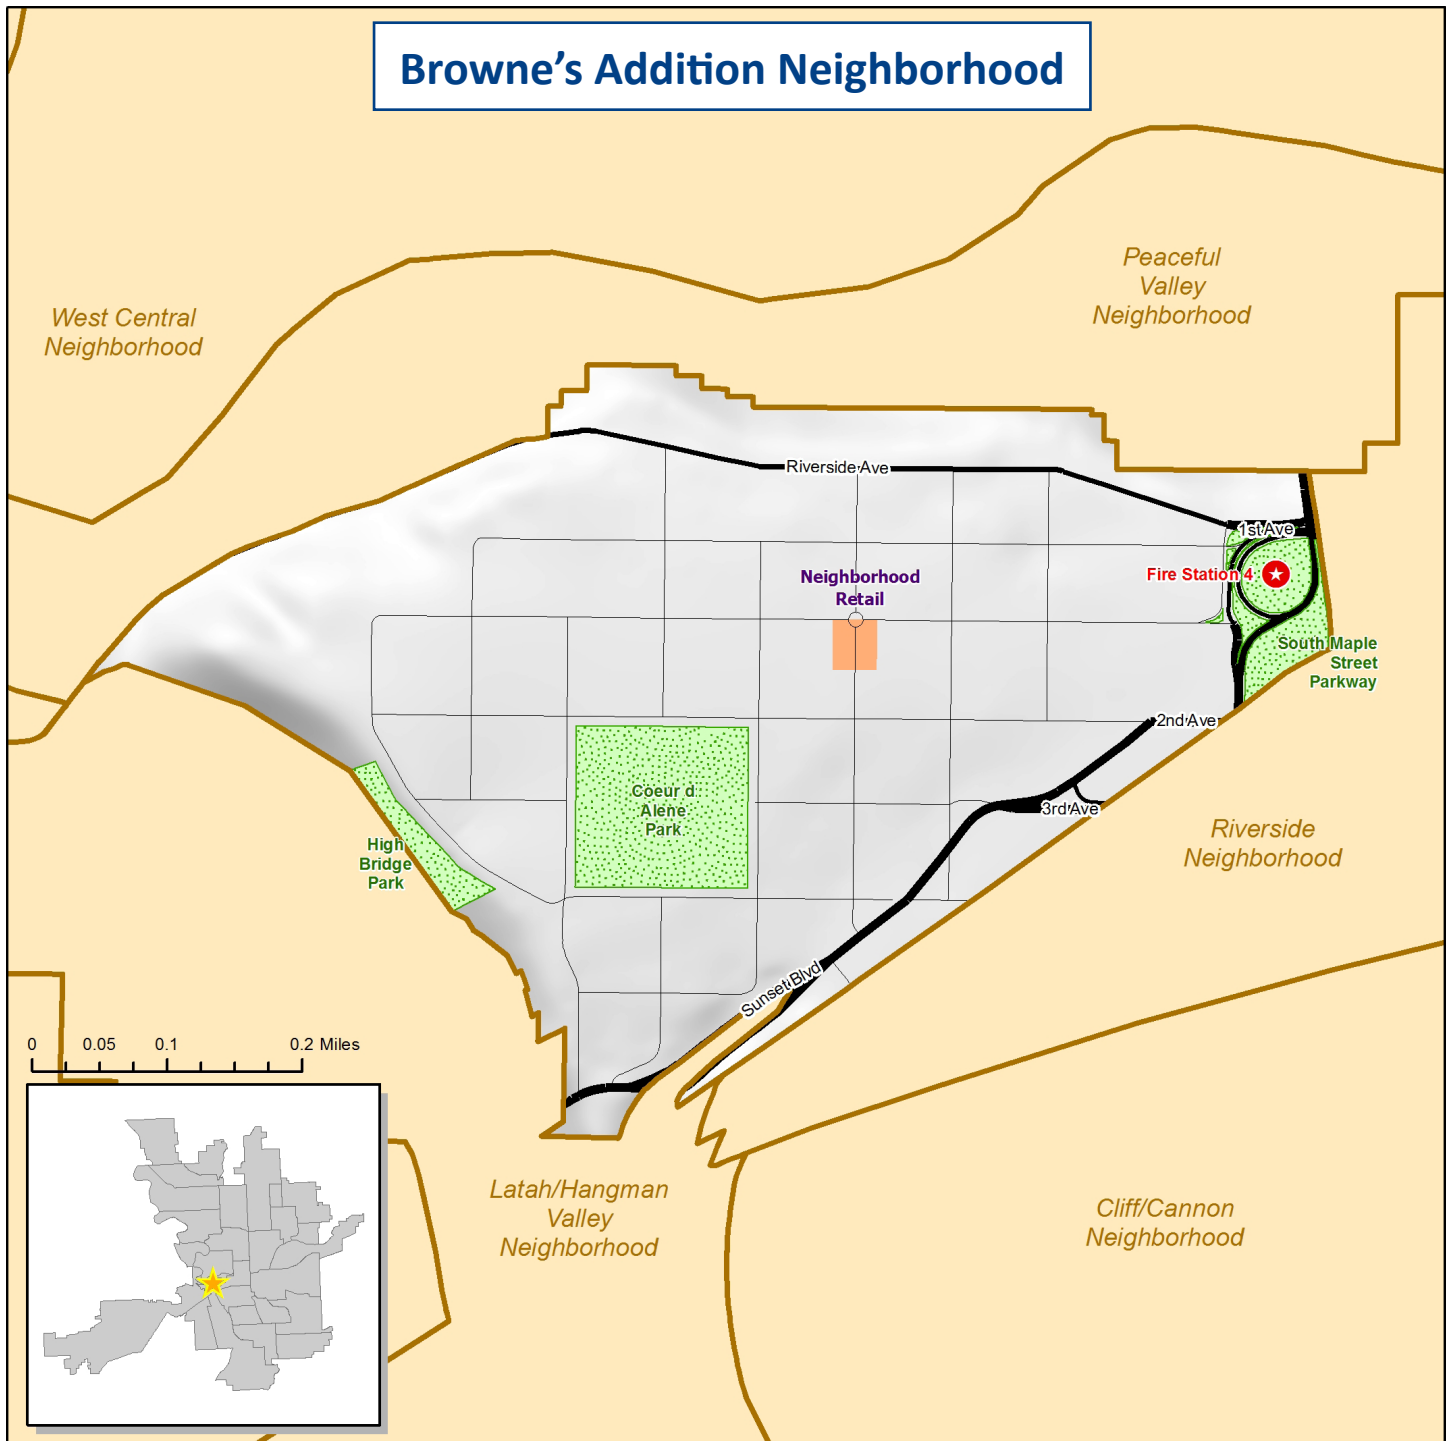 Browne's Addition Neighborhood
Peaceful
Valley
Neighborhood
West Central
Neighborhood
Riverside Ave
1st Ave
Neighborhood
Retail
Fire Station 4
South Maple
Street
Parkway
2nd Ave
Coeur d
Alene
Park
3rd Ave
High
Bridge
Park
Riverside
Neighborhood
Sunset Blvd
0 0.05 0.1 0.2 Miles
Latah/Hangman
Valley
Neighborhood
Cliff/Cannon
Neighborhood